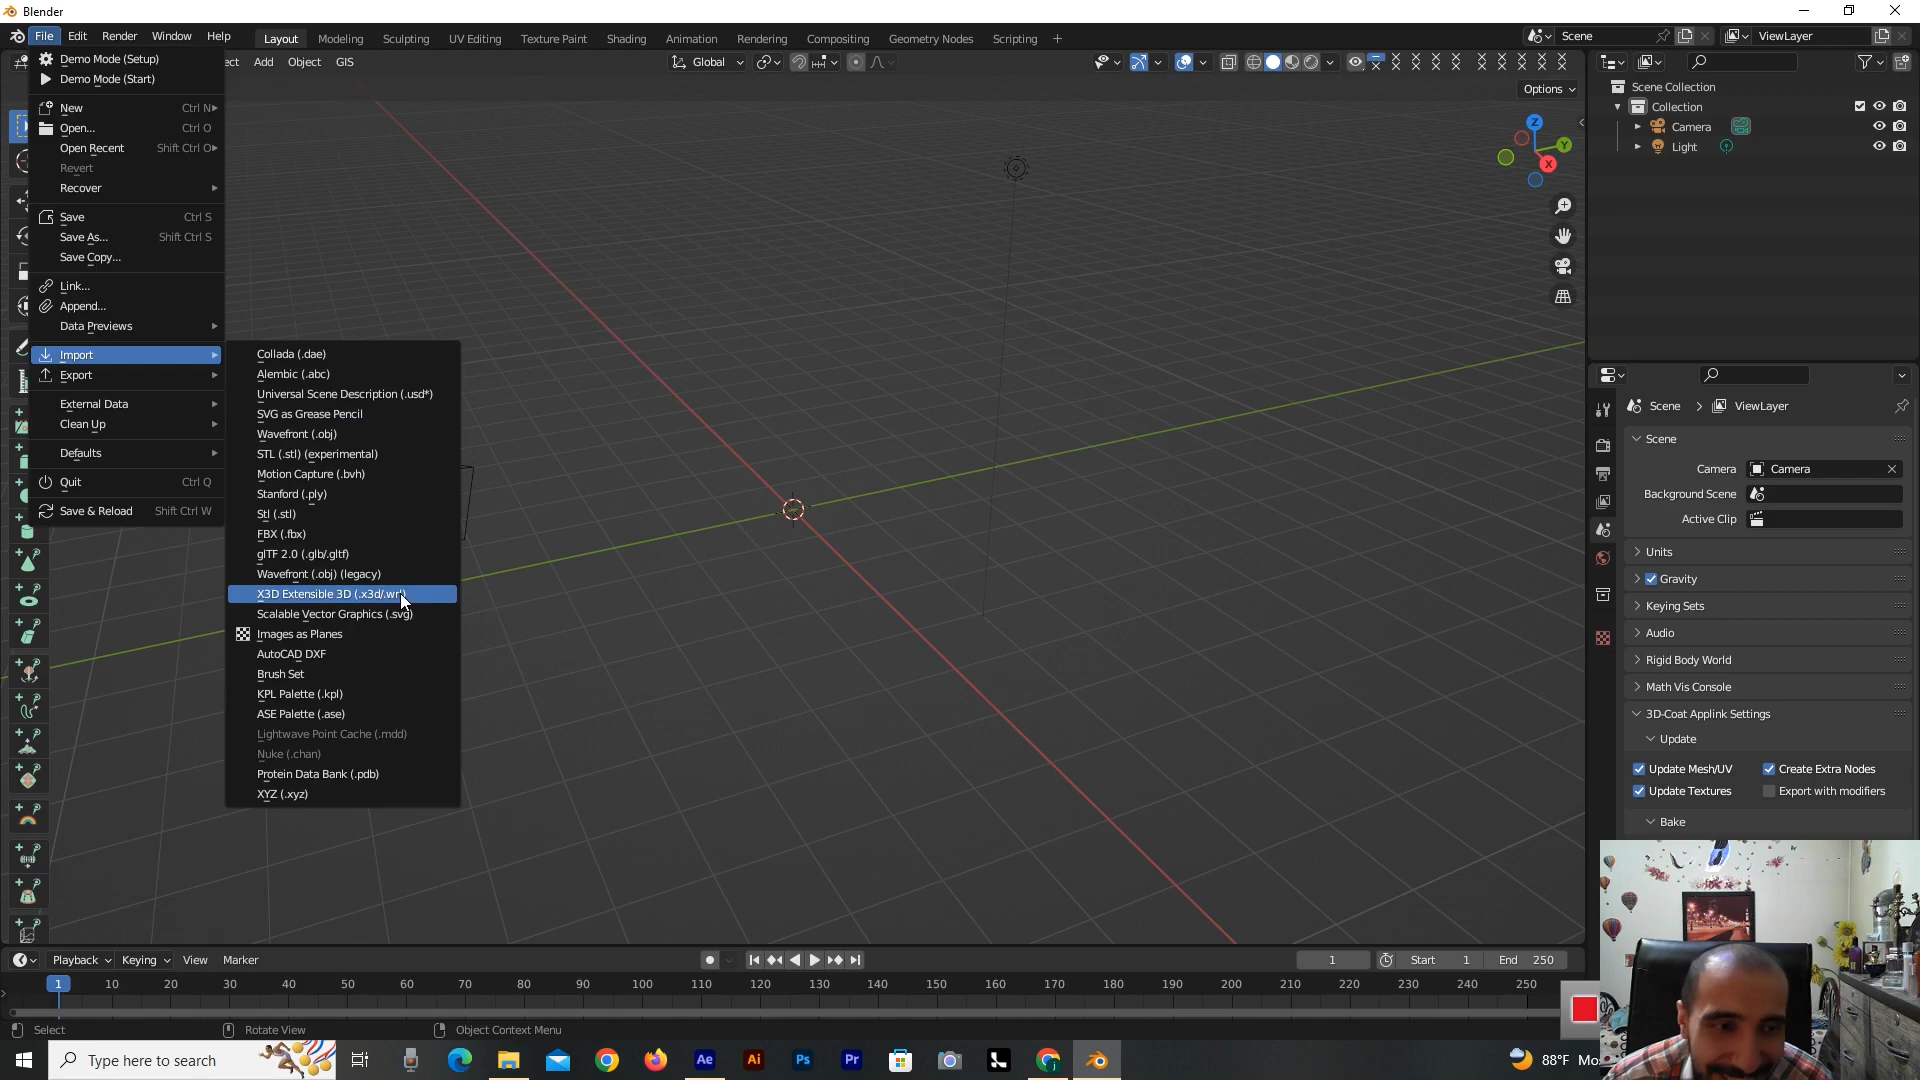 Blender
File Edit Render Window Help
Layout Modeling Sculpting UV Editing Texture Paint Shading Animation Rendering Compositing Geometry Nodes Scripting +
Scene
ViewLayer
ect Add Object GIS
Global
Options
Demo Mode (Setup)
Demo Mode (Start)
New Ctrl N
Open... Ctrl O
Open Recent Shift Ctrl O
Revert
Recover
Save Ctrl S
Save As... Shift Ctrl S
Save Copy...
Link...
Append...
Data Previews
Import
Export
External Data
Clean Up
Defaults
Quit Ctrl Q
Save & Reload Shift Ctrl W
Collada (.dae)
Alembic (.abc)
Universal Scene Description (.usd*)
SVG as Grease Pencil
Wavefront (.obj)
STL (.stl) (experimental)
Motion Capture (.bvh)
Stanford (.ply)
Stl (.stl)
FBX (.fbx)
glTF 2.0 (.glb/.gltf)
Wavefront (.obj) (legacy)
X3D Extensible 3D (.x3d/.wrl)
Scalable Vector Graphics (.svg)
Images as Planes
AutoCAD DXF
Brush Set
KPL Palette (.kpl)
ASE Palette (.ase)
Lightwave Point Cache (.mdd)
Nuke (.chan)
Protein Data Bank (.pdb)
XYZ (.xyz)
Z
Y
X
Scene Collection
Collection
Camera
Light
Scene > ViewLayer
Scene
Camera Camera
Background Scene
Active Clip
Units
Gravity
Keying Sets
Audio
Rigid Body World
Math Vis Console
3D-Coat Applink Settings
Update
Update Mesh/UV Create Extra Nodes
Update Textures Export with modifiers
Bake
Playback Keying View Marker
1 Start 1 End 250
1 10 20 30 40 50 60 70 80 90 100 110 120 130 140 150 160 170 180 190 200 210 220 230 240 250
Select Rotate View Object Context Menu
Type here to search
Ae Ai Ps Pr
88°F